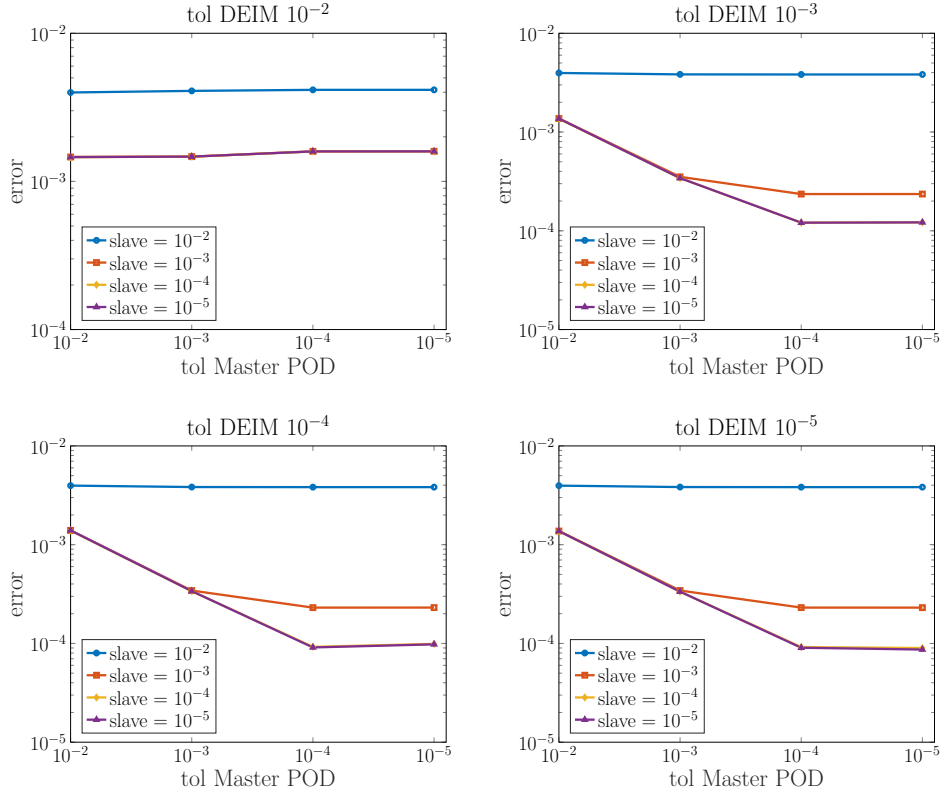 tol DEIM 10⁻²
10⁻²
10⁻³
10⁻⁴
error
slave = 10⁻²
slave = 10⁻³
slave = 10⁻⁴
slave = 10⁻⁵
10⁻² 10⁻³ 10⁻⁴ 10⁻⁵
tol Master POD
tol DEIM 10⁻³
10⁻²
10⁻³
10⁻⁴
10⁻⁵
error
slave = 10⁻²
slave = 10⁻³
slave = 10⁻⁴
slave = 10⁻⁵
10⁻² 10⁻³ 10⁻⁴ 10⁻⁵
tol Master POD
tol DEIM 10⁻⁴
10⁻²
10⁻³
10⁻⁴
10⁻⁵
error
slave = 10⁻²
slave = 10⁻³
slave = 10⁻⁴
slave = 10⁻⁵
10⁻² 10⁻³ 10⁻⁴ 10⁻⁵
tol Master POD
tol DEIM 10⁻⁵
10⁻²
10⁻³
10⁻⁴
10⁻⁵
error
slave = 10⁻²
slave = 10⁻³
slave = 10⁻⁴
slave = 10⁻⁵
10⁻² 10⁻³ 10⁻⁴ 10⁻⁵
tol Master POD